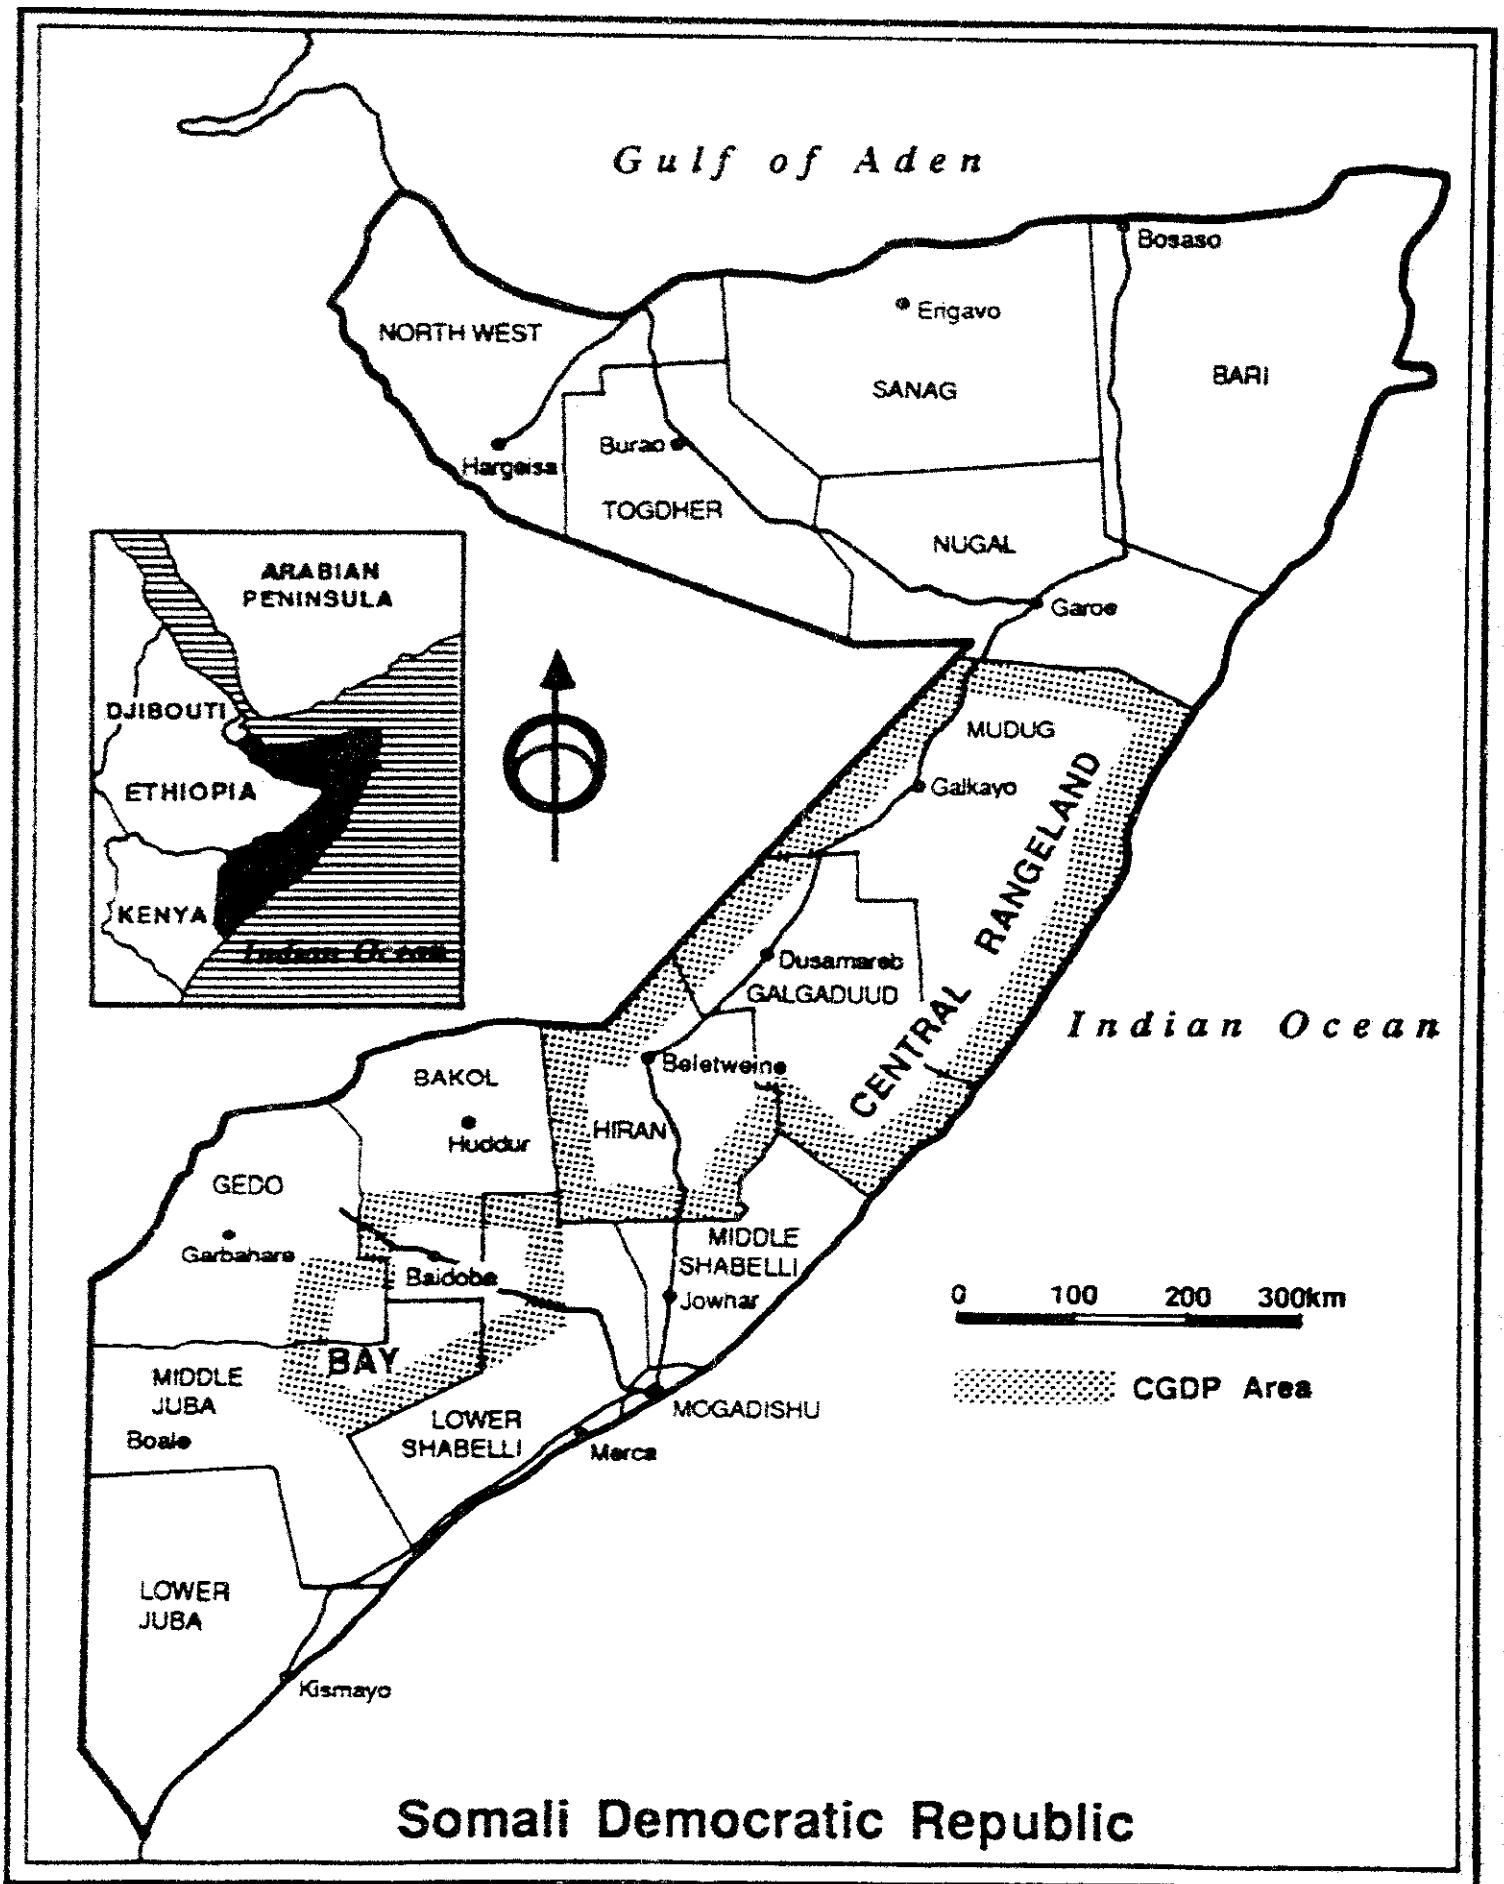 Gulf of Aden
Bosaso
Erigavo
NORTH WEST
SANAG
BARI
Burao
Hargeisa
TOGDHER
NUGAL
Garoe
ARABIAN
PENINSULA
DJIBOUTI
ETHIOPIA
KENYA
Indian Ocean
MUDUG
Galkayo
CENTRAL RANGELAND
Dusamareb
GALGADUUD
Indian Ocean
Beletweine
BAKOL
Huddur
HIRAN
GEDO
Garbahare
Baidoba
MIDDLE
SHABELLI
Jowhar
0 100 200 300km
BAY
MIDDLE
JUBA
Boale
CGDP Area
LOWER
SHABELLI
MOGADISHU
Merca
LOWER
JUBA
Kismayo
Somali Democratic Republic